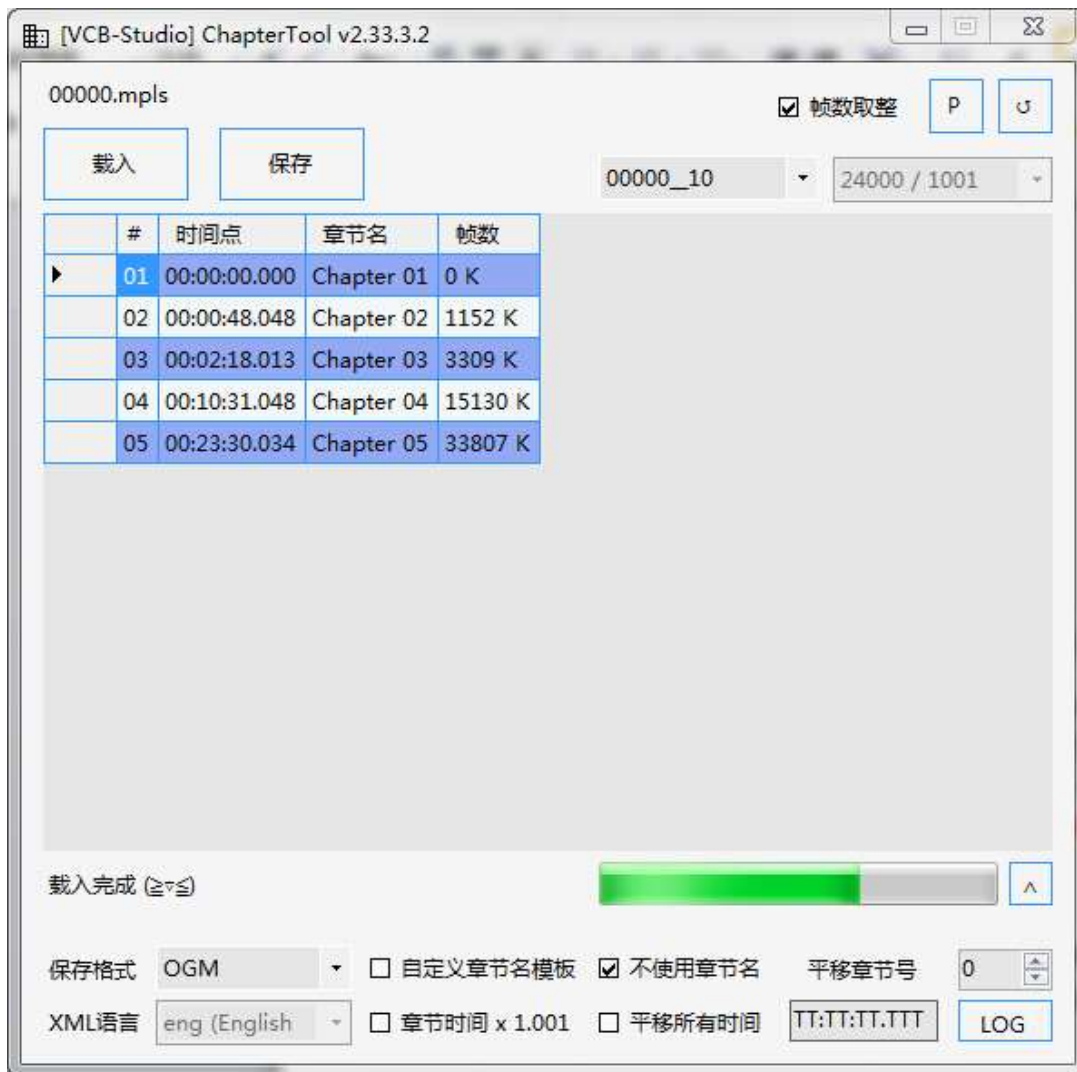 [VCB-Studio] ChapterTool v2.33.3.2
00000.mpls
帧数取整 P ↺
载入 保存
00000__10 24000 / 1001
# 时间点 章节名 帧数
01 00:00:00.000 Chapter 01 0 K
02 00:00:48.048 Chapter 02 1152 K
03 00:02:18.013 Chapter 03 3309 K
04 00:10:31.048 Chapter 04 15130 K
05 00:23:30.034 Chapter 05 33807 K
载入完成 (≧▽≦) ^
保存格式 OGM 自定义章节名模板 不使用章节名 平移章节号 0
XML语言 eng (English 章节时间 x 1.001 平移所有时间 TT:TT:TT.TTT LOG